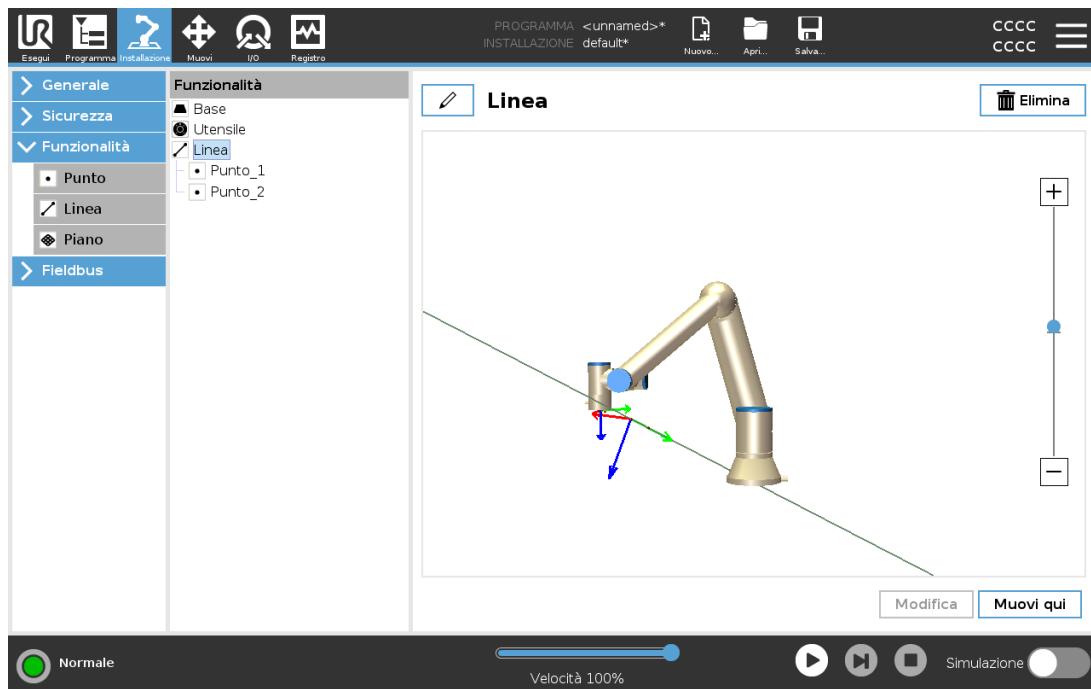 PROGRAMMA <unnamed>*
INSTALLAZIONE default*
Esegui Programma Installazione Muovi I/O Registro
Nuovo... Apri... Salva...
CCCC
CCCC
Generale
Sicurezza
Funzionalità
Punto
Linea
Piano
Fieldbus
Funzionalità
Base
Utensile
Linea
Punto_1
Punto_2
Linea
Elimina
Modifica
Muovi qui
Normale
Velocità 100%
Simulazione